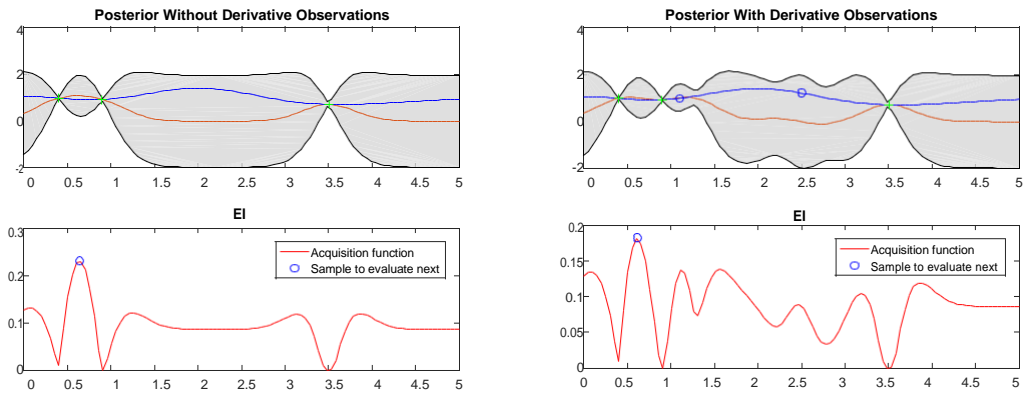 Posterior Without Derivative Observations
4
2
0
-2
0 0.5 1 1.5 2 2.5 3 3.5 4 4.5 5
EI
0.3
0.2
0.1
0
Acquisition function
Sample to evaluate next
0 0.5 1 1.5 2 2.5 3 3.5 4 4.5 5
Posterior With Derivative Observations
4
2
0
-2
0 0.5 1 1.5 2 2.5 3 3.5 4 4.5 5
EI
0.2
0.15
0.1
0.05
0
Acquisition function
Sample to evaluate next
0 0.5 1 1.5 2 2.5 3 3.5 4 4.5 5